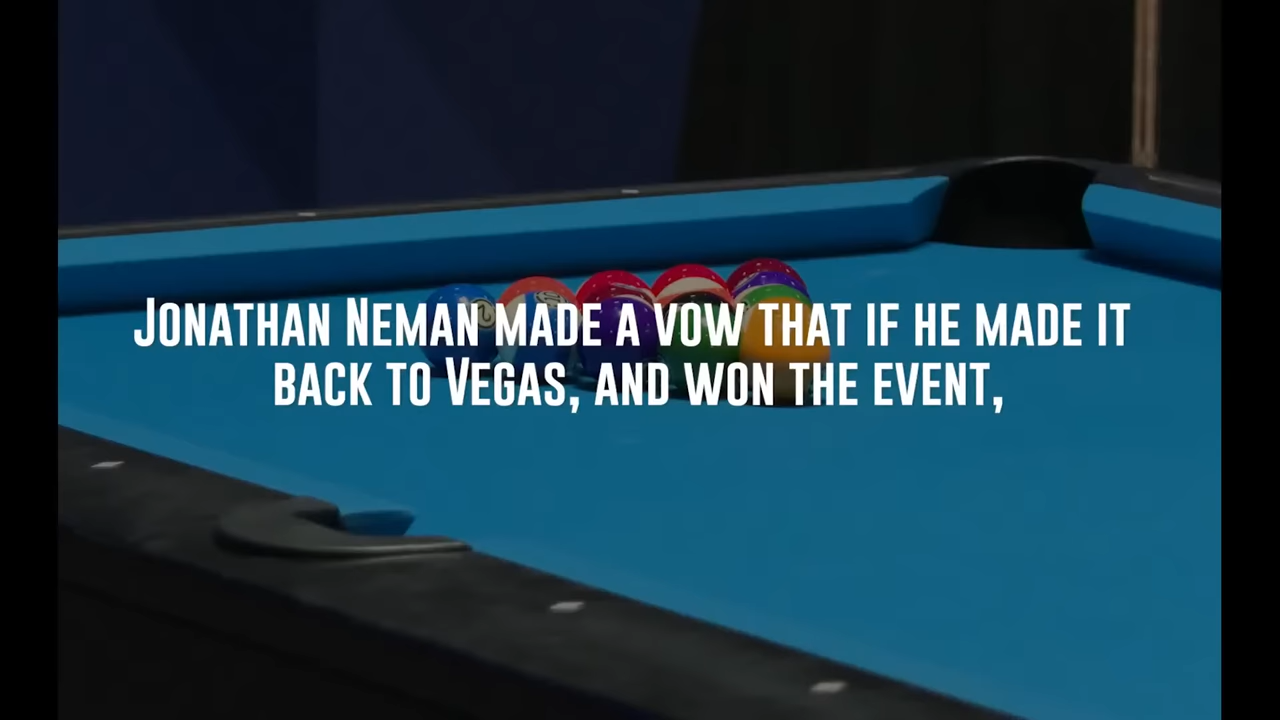 Jonathan Neman made a vow that if he made it
back to Vegas, and won the event,